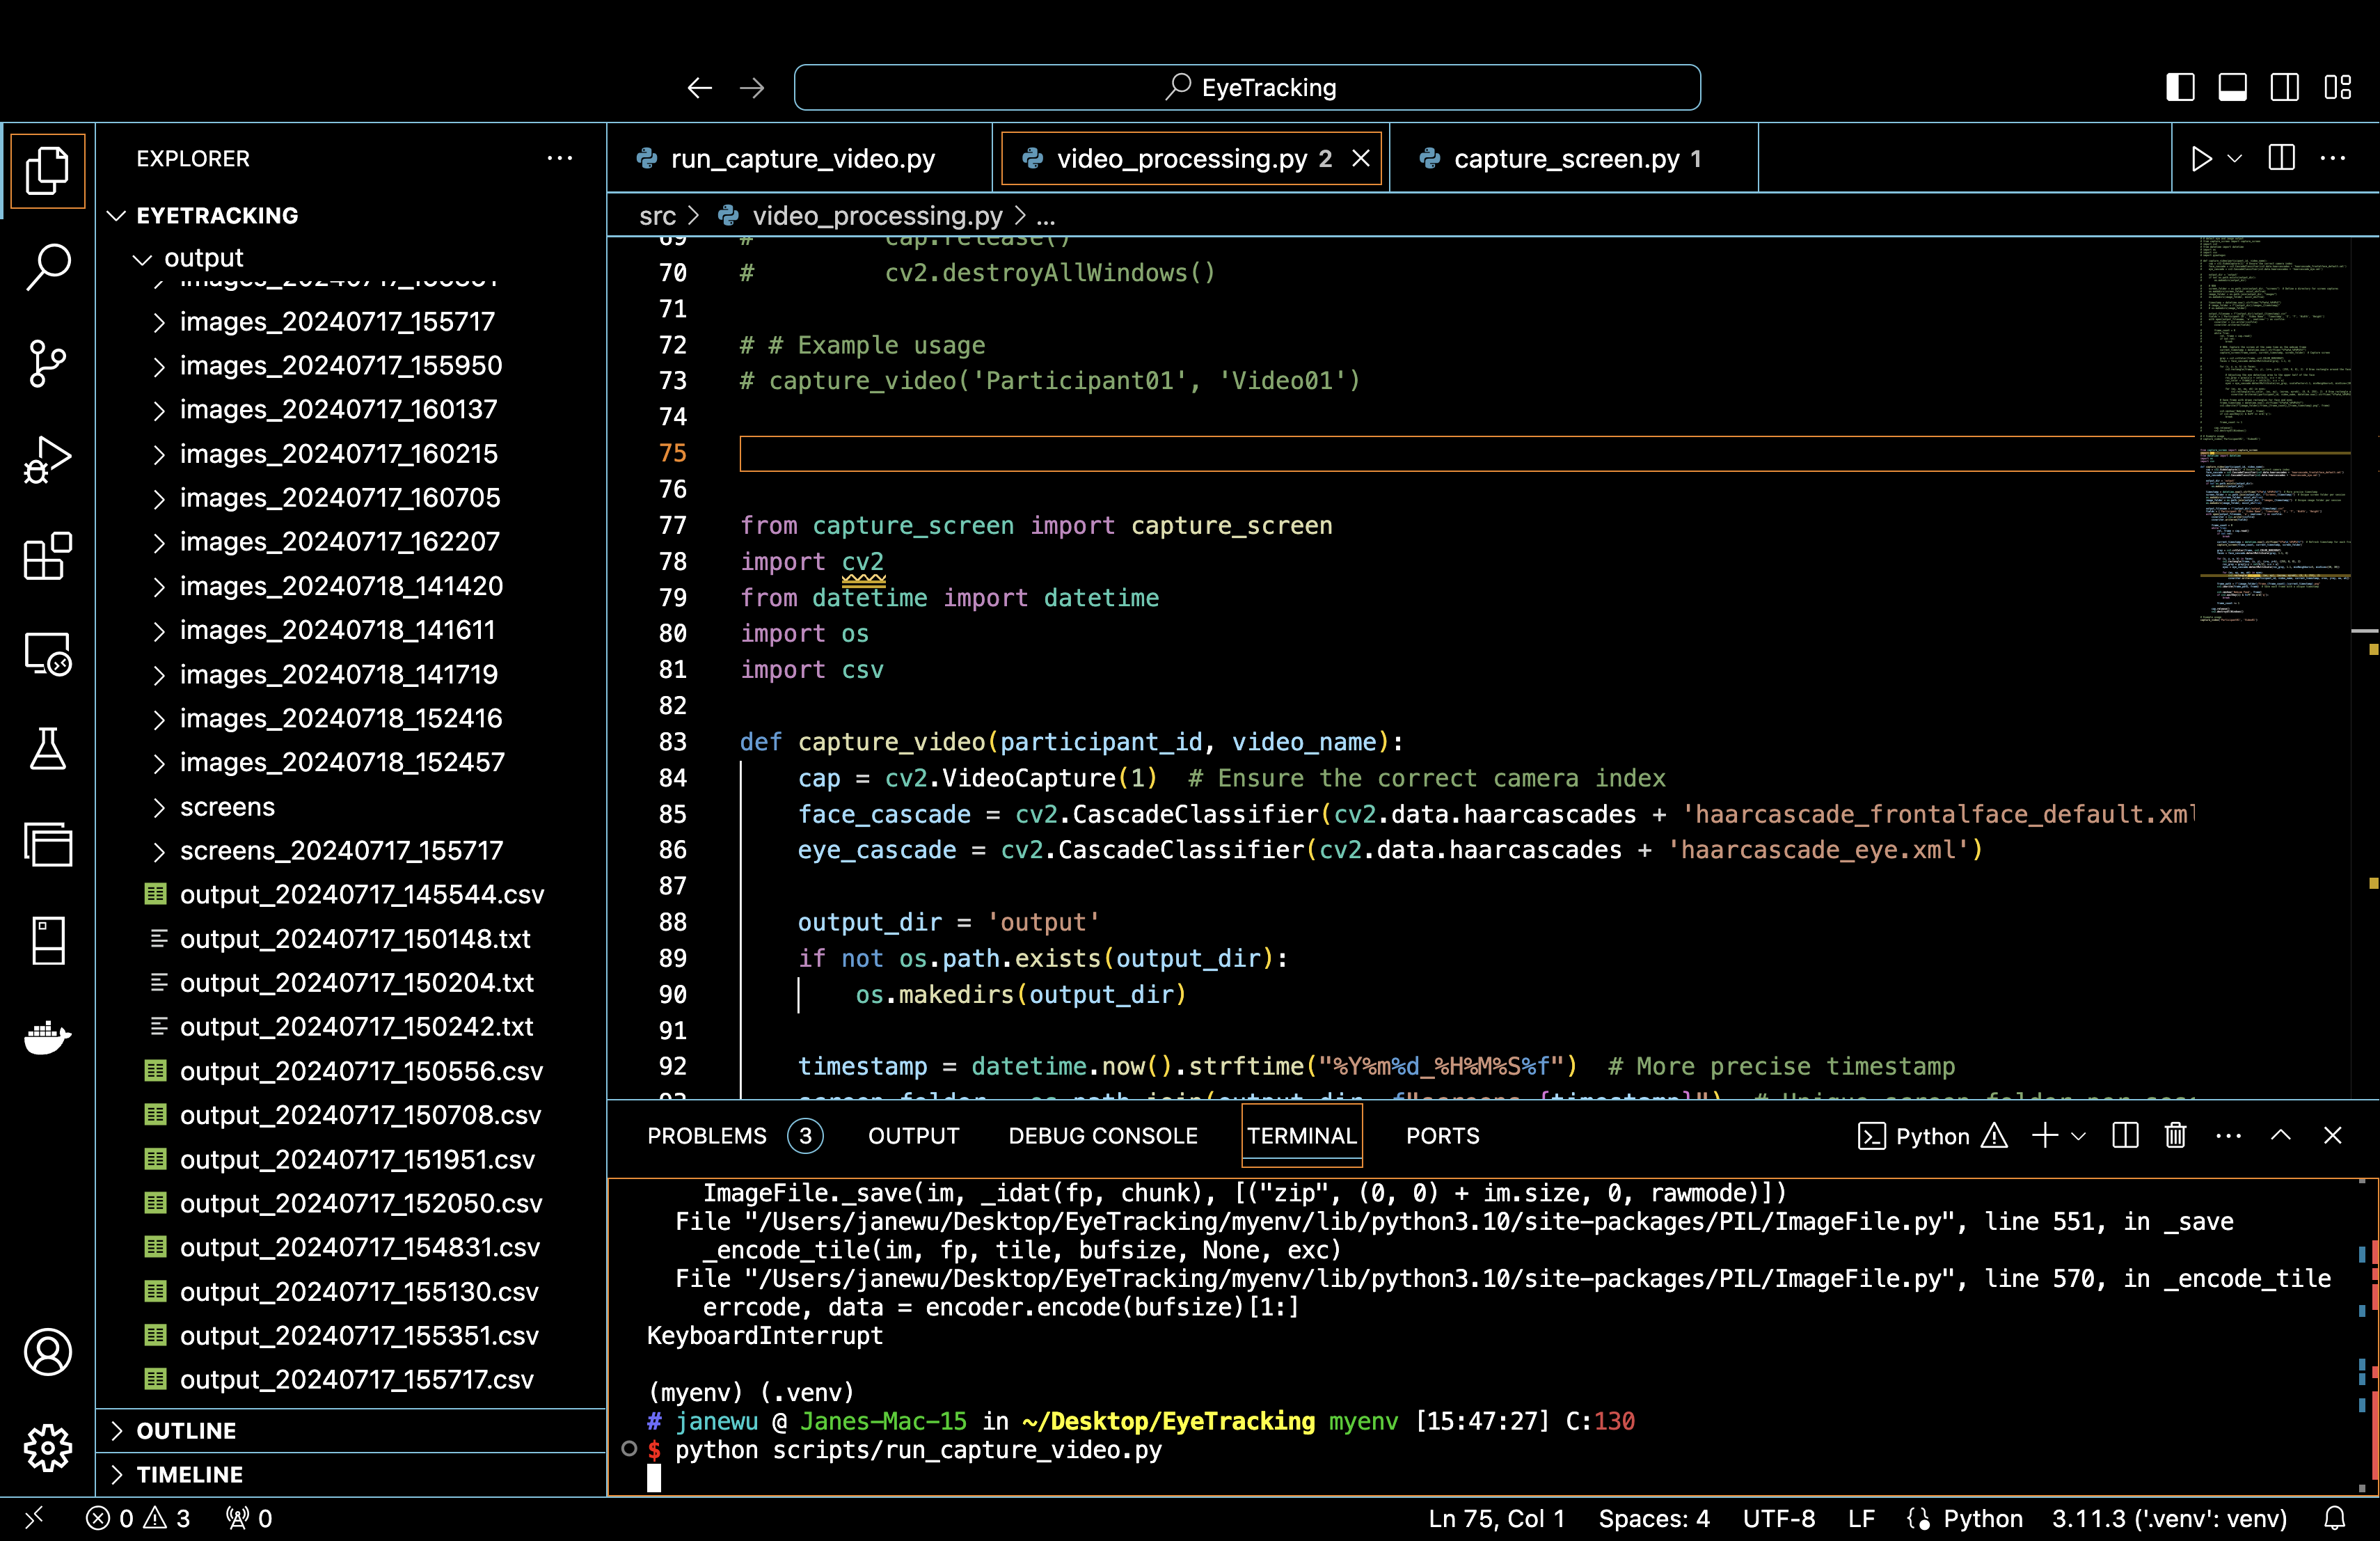 EyeTracking
EXPLORER
EYETRACKING
output
images_20240717_155717
images_20240717_155950
images_20240717_160137
images_20240717_160215
images_20240717_160705
images_20240717_162207
images_20240718_141420
images_20240718_141611
images_20240718_141719
images_20240718_152416
images_20240718_152457
screens
screens_20240717_155717
output_20240717_145544.csv
output_20240717_150148.txt
output_20240717_150204.txt
output_20240717_150242.txt
output_20240717_150556.csv
output_20240717_150708.csv
output_20240717_151951.csv
output_20240717_152050.csv
output_20240717_154831.csv
output_20240717_155130.csv
output_20240717_155351.csv
output_20240717_155717.csv
OUTLINE
TIMELINE
run_capture_video.py
video_processing.py 2
capture_screen.py 1
src > video_processing.py > ...
69 # cap.release()
70 # cv2.destroyAllWindows()
71
72 # # Example usage
73 # capture_video('Participant01', 'Video01')
74
75
76
77 from capture_screen import capture_screen
78 import cv2
79 from datetime import datetime
80 import os
81 import csv
82
83 def capture_video(participant_id, video_name):
84 cap = cv2.VideoCapture(1) # Ensure the correct camera index
85 face_cascade = cv2.CascadeClassifier(cv2.data.haarcascades + 'haarcascade_frontalface_default.xml
86 eye_cascade = cv2.CascadeClassifier(cv2.data.haarcascades + 'haarcascade_eye.xml')
87
88 output_dir = 'output'
89 if not os.path.exists(output_dir):
90 os.makedirs(output_dir)
91
92 timestamp = datetime.now().strftime("%Y%m%d_%H%M%S%f") # More precise timestamp
PROBLEMS 3 OUTPUT DEBUG CONSOLE TERMINAL PORTS
Python
ImageFile._save(im, _idat(fp, chunk), [("zip", (0, 0) + im.size, 0, rawmode)])
File "/Users/janewu/Desktop/EyeTracking/myenv/lib/python3.10/site-packages/PIL/ImageFile.py", line 551, in _save
_encode_tile(im, fp, tile, bufsize, None, exc)
File "/Users/janewu/Desktop/EyeTracking/myenv/lib/python3.10/site-packages/PIL/ImageFile.py", line 570, in _encode_tile
errcode, data = encoder.encode(bufsize)[1:]
KeyboardInterrupt
(myenv) (.venv)
# janewu @ Janes-Mac-15 in ~/Desktop/EyeTracking myenv [15:47:27] C:130
$ python scripts/run_capture_video.py
0 3 0
Ln 75, Col 1 Spaces: 4 UTF-8 LF Python 3.11.3 ('.venv': venv)